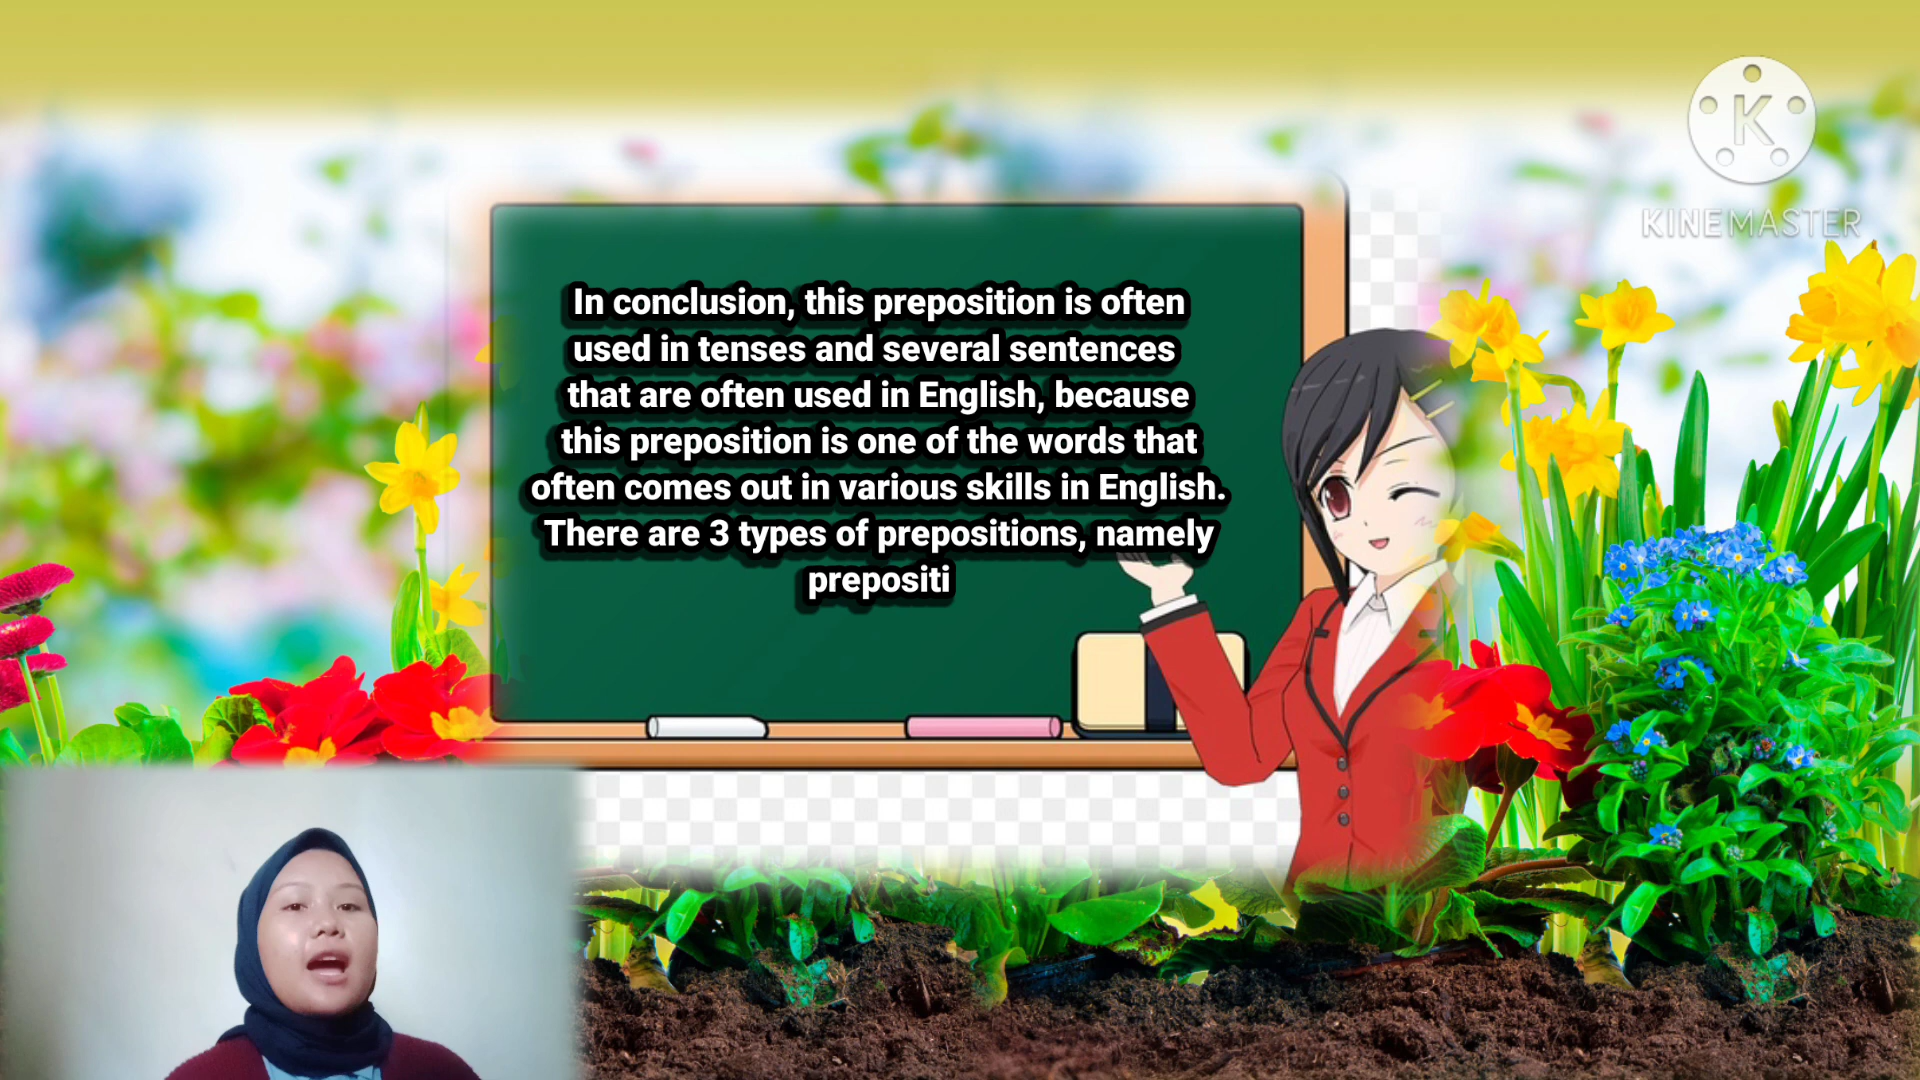 In conclusion, this preposition is often
used in tenses and several sentences
that are often used in English, because
this preposition is one of the words that
often comes out in various skills in English.
There are 3 types of prepositions, namely
prepositi
K
KINEMASTER